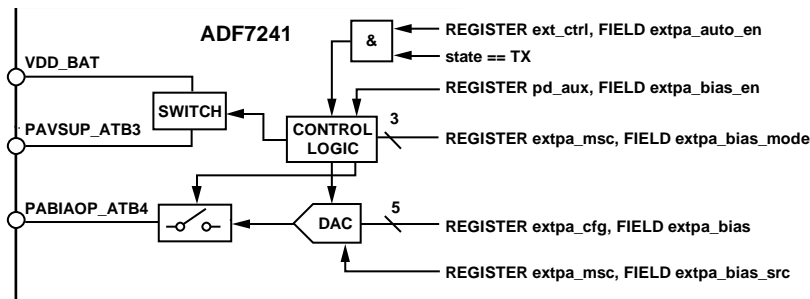 ADF7241
&
REGISTER ext_ctrl, FIELD extpa_auto_en
state == TX
VDD_BAT
REGISTER pd_aux, FIELD extpa_bias_en
SWITCH
PAVSUP_ATB3
CONTROL
LOGIC
3
REGISTER extpa_msc, FIELD extpa_bias_mode
PABIAOP_ATB4
DAC
5
REGISTER extpa_cfg, FIELD extpa_bias
REGISTER extpa_msc, FIELD extpa_bias_src